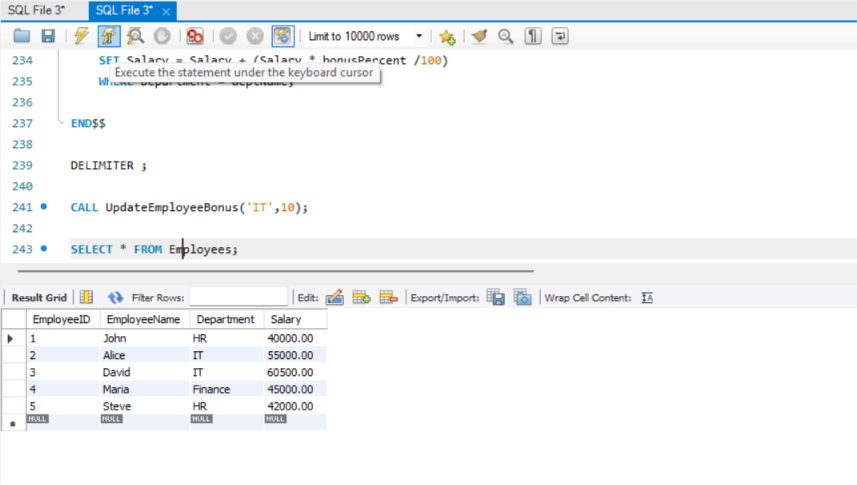 SQL File 3* SQL File 3*
Limit to 10000 rows
234 SET Salary = Salary + (Salary * bonusPercent /100)
Execute the statement under the keyboard cursor
235 WHERE Department = deptName;
236
237 END$$
238
239 DELIMITER ;
240
241 CALL UpdateEmployeeBonus('IT',10);
242
243 SELECT * FROM Employees;
Result Grid Filter Rows: Edit: Export/Import: Wrap Cell Content: IA
EmployeeID EmployeeName Department Salary
1 John HR 40000.00
2 Alice IT 55000.00
3 David IT 60500.00
4 Maria Finance 45000.00
5 Steve HR 42000.00
NULL NULL NULL NULL